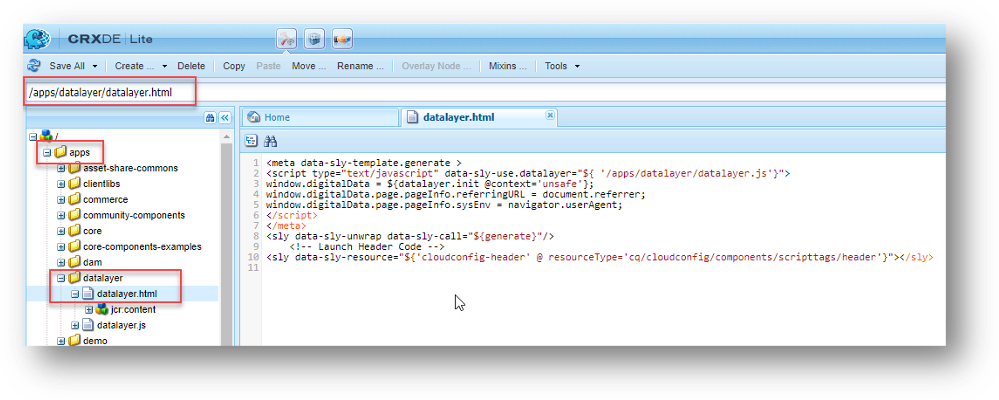 CRXDE | Lite
Save All Create ... Delete Copy Paste Move ... Rename ... Overlay Node ... Mixins ... Tools
/apps/datalayer/datalayer.html
/
apps
asset-share-commons
clientlibs
commerce
community-components
core
core-components-examples
dam
datalayer
datalayer.html
jcr:content
datalayer.js
demo
Home datalayer.html
1 <meta data-sly-template.generate >
2 <script type="text/javascript" data-sly-use.datalayer="${ '/apps/datalayer/datalayer.js'}">
3 window.digitalData = ${datalayer.init @context='unsafe'};
4 window.digitalData.page.pageInfo.referringURL = document.referrer;
5 window.digitalData.page.pageInfo.sysEnv = navigator.userAgent;
6 </script>
7 </meta>
8 <sly data-sly-unwrap data-sly-call="${generate}"/>
9 <!-- Launch Header Code -->
10 <sly data-sly-resource="${'cloudconfig-header' @ resourceType='cq/cloudconfig/components/scripttags/header'}"></sly>
11